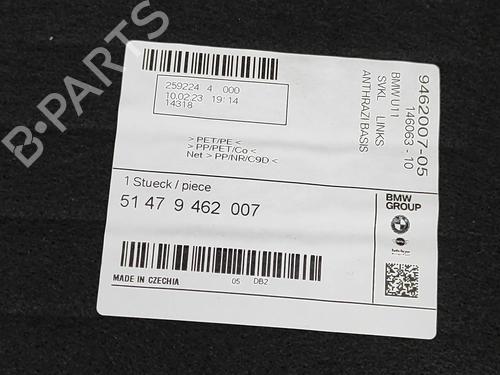 B-PARTS
259224 4 000
10.02.23 19:14
14318
> PET/PE <
> PP/PET/Co <
Net > PP/NR/C9D <
9462007-05
146063 - 10
BMW U11
SVKL LINKS
ANTHRAZI BASIS
1 Stueck / piece
51 47 9 462 007
BMW
GROUP
MADE IN CZECHIA
05 DB2